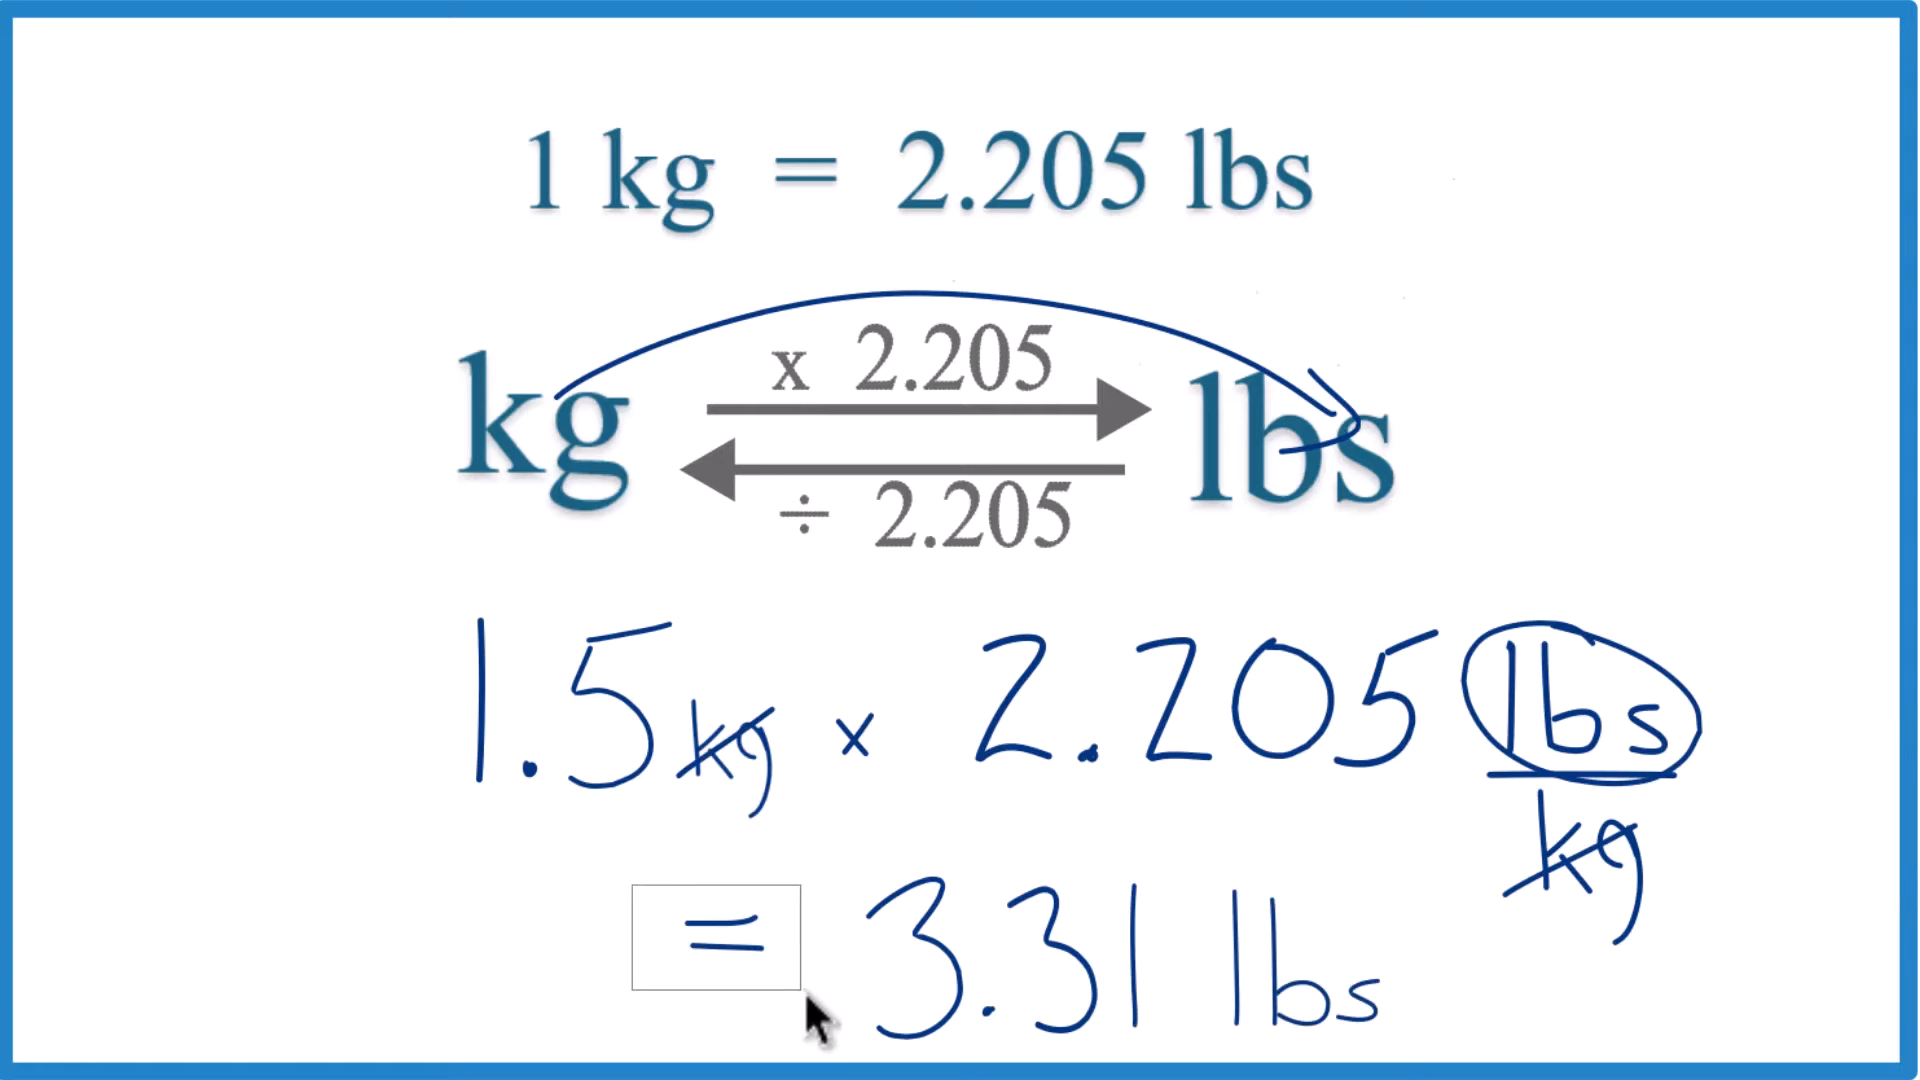 1 kg = 2.205 lbs
x 2.205
kg lbs
÷ 2.205
1.5 kg x 2.205 lbs
kg
= 3.31 lbs